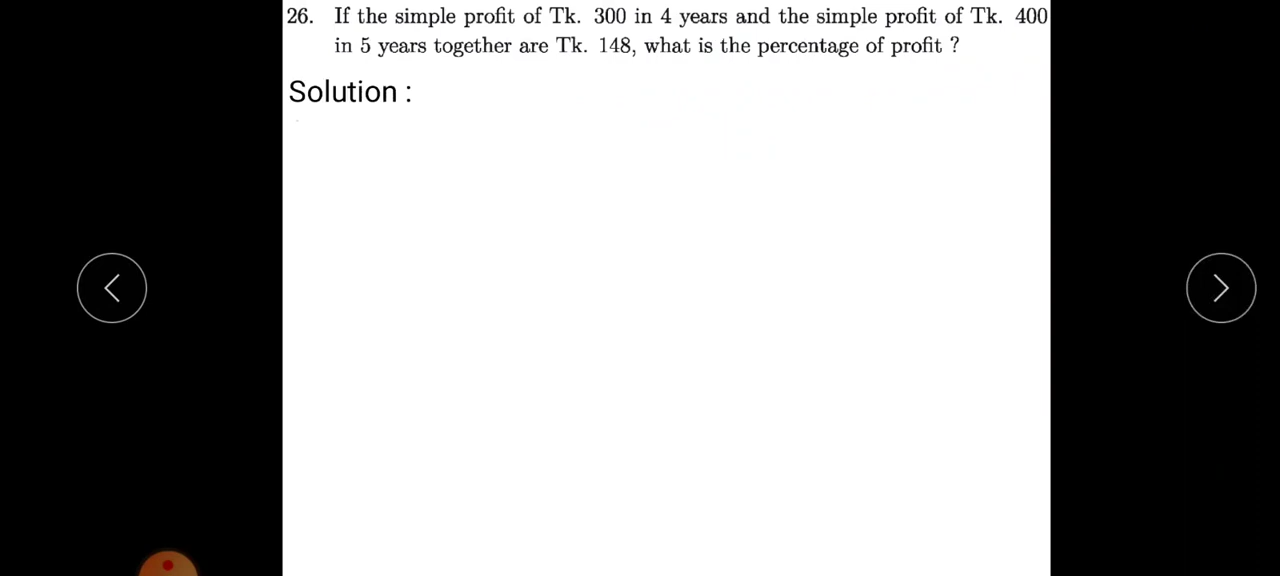 26. If the simple profit of Tk. 300 in 4 years and the simple profit of Tk. 400
in 5 years together are Tk. 148, what is the percentage of profit ?
Solution :